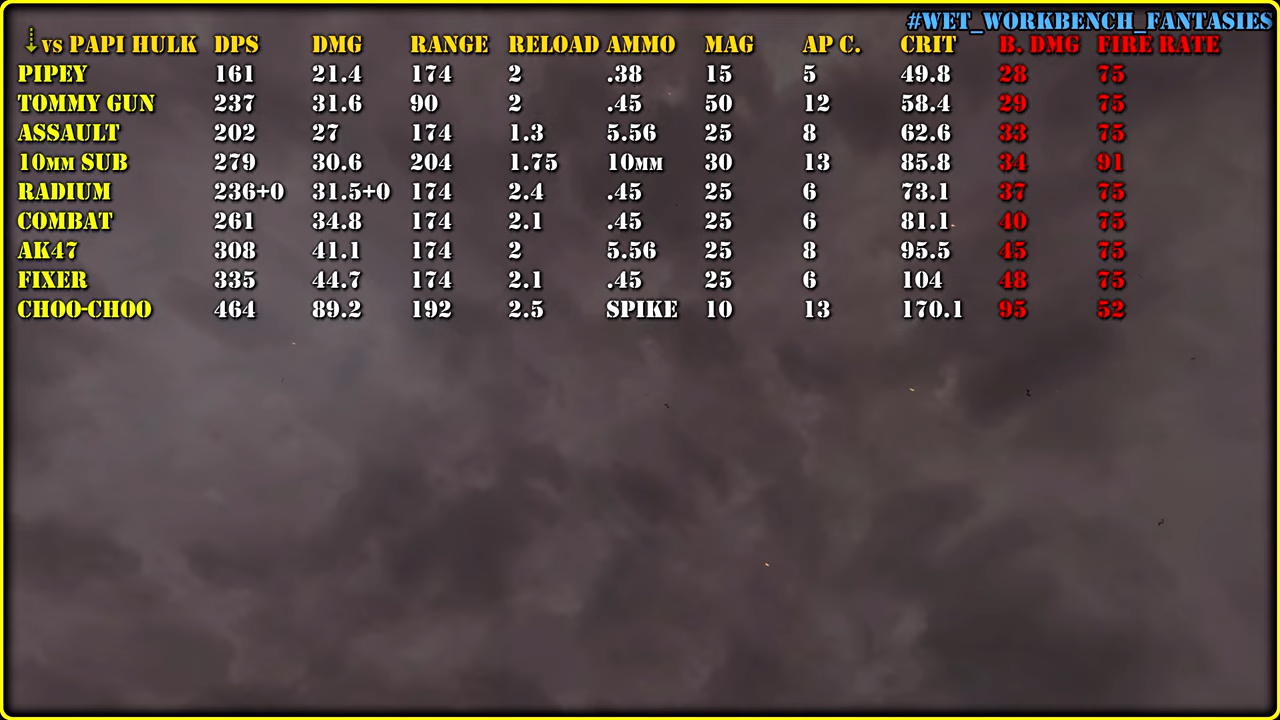 #WET_WORKBENCH_FANTASIES
↓vs PAPI HULK DPS DMG RANGE RELOAD AMMO MAG AP C. CRIT B. DMG FIRE RATE
PIPEY 161 21.4 174 2 .38 15 5 49.8 28 75
TOMMY GUN 237 31.6 90 2 .45 50 12 58.4 29 75
ASSAULT 202 27 174 1.3 5.56 25 8 62.6 33 75
10MM SUB 279 30.6 204 1.75 10MM 30 13 85.8 34 91
RADIUM 236+0 31.5+0 174 2.4 .45 25 6 73.1 37 75
COMBAT 261 34.8 174 2.1 .45 25 6 81.1 40 75
AK47 308 41.1 174 2 5.56 25 8 95.5 45 75
FIXER 335 44.7 174 2.1 .45 25 6 104 48 75
CHOO-CHOO 464 89.2 192 2.5 SPIKE 10 13 170.1 95 52